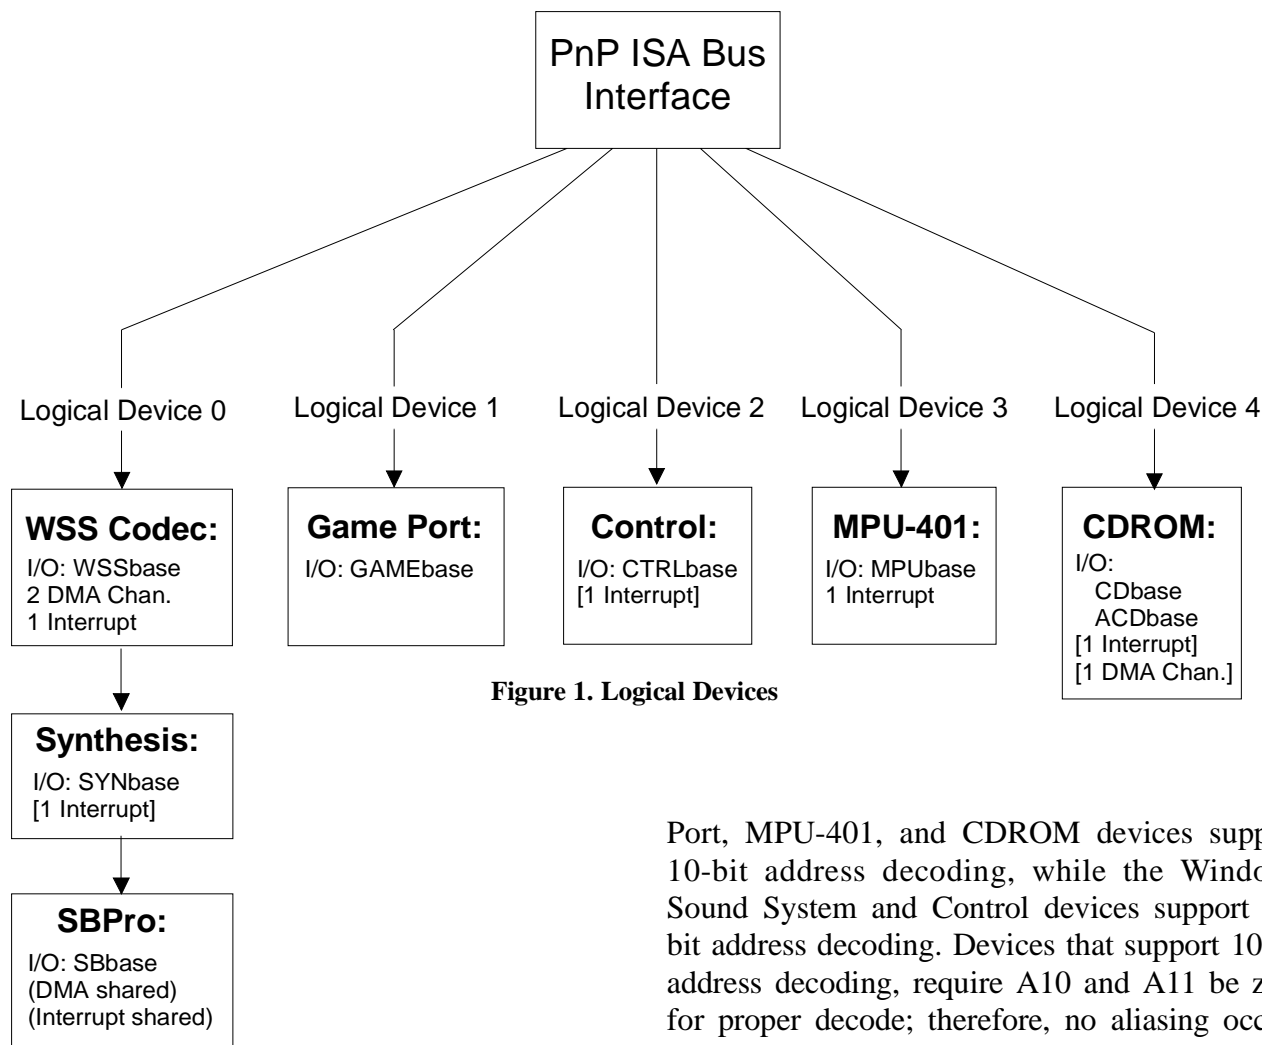 PnP ISA Bus
Interface
Logical Device 0
Logical Device 1
Logical Device 2
Logical Device 3
Logical Device 4
WSS Codec:
I/O: WSSbase
2 DMA Chan.
1 Interrupt
Game Port:
I/O: GAMEbase
Control:
I/O: CTRLbase
[1 Interrupt]
MPU-401:
I/O: MPUbase
1 Interrupt
CDROM:
I/O:
CDbase
ACDbase
[1 Interrupt]
[1 DMA Chan.]
Figure 1. Logical Devices
Synthesis:
I/O: SYNbase
[1 Interrupt]
SBPro:
I/O: SBbase
(DMA shared)
(Interrupt shared)
Port, MPU-401, and CDROM devices supp
10-bit address decoding, while the Windo
Sound System and Control devices support
bit address decoding. Devices that support 10
address decoding, require A10 and A11 be z
for proper decode; therefore, no aliasing occ